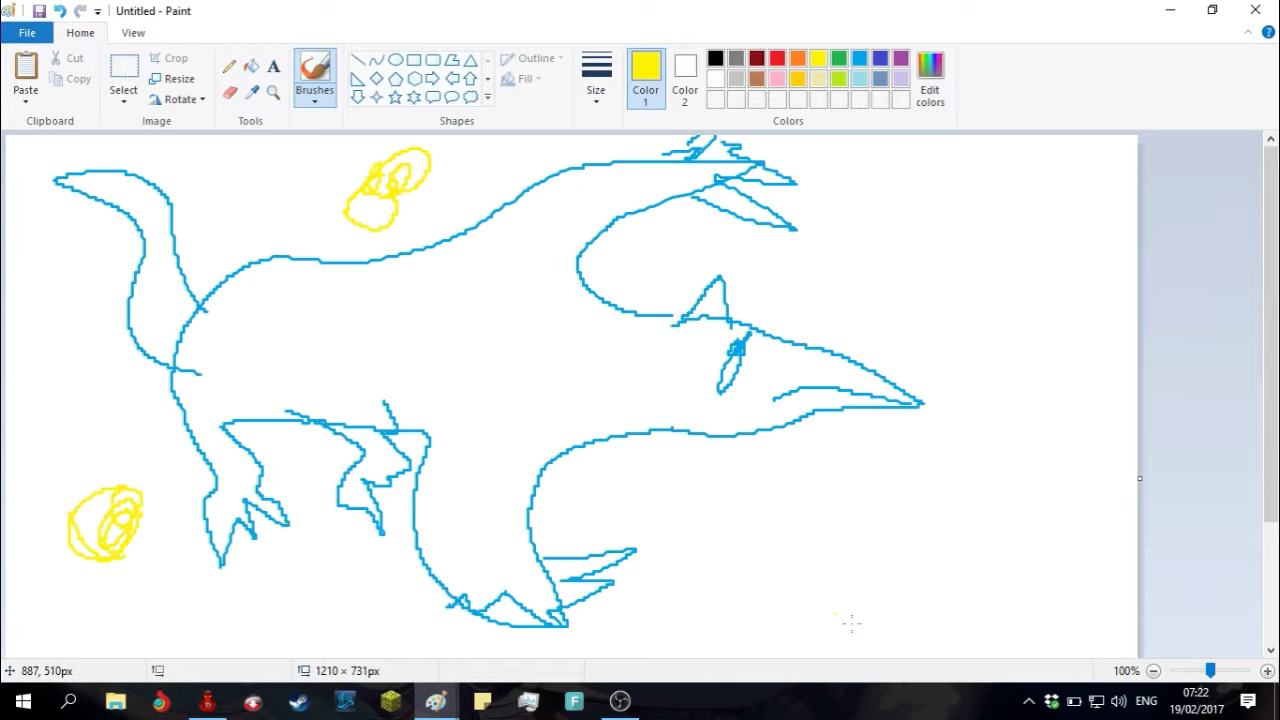 Untitled - Paint
File Home View
Paste
Cut
Copy
Clipboard
Select
Crop
Resize
Rotate
Image
A
Tools
Brushes
Shapes
Outline
Fill
Size
Color 1
Color 2
Edit colors
Colors
887, 510px
1210 × 731px
100%
F
ENG
07:22
19/02/2017